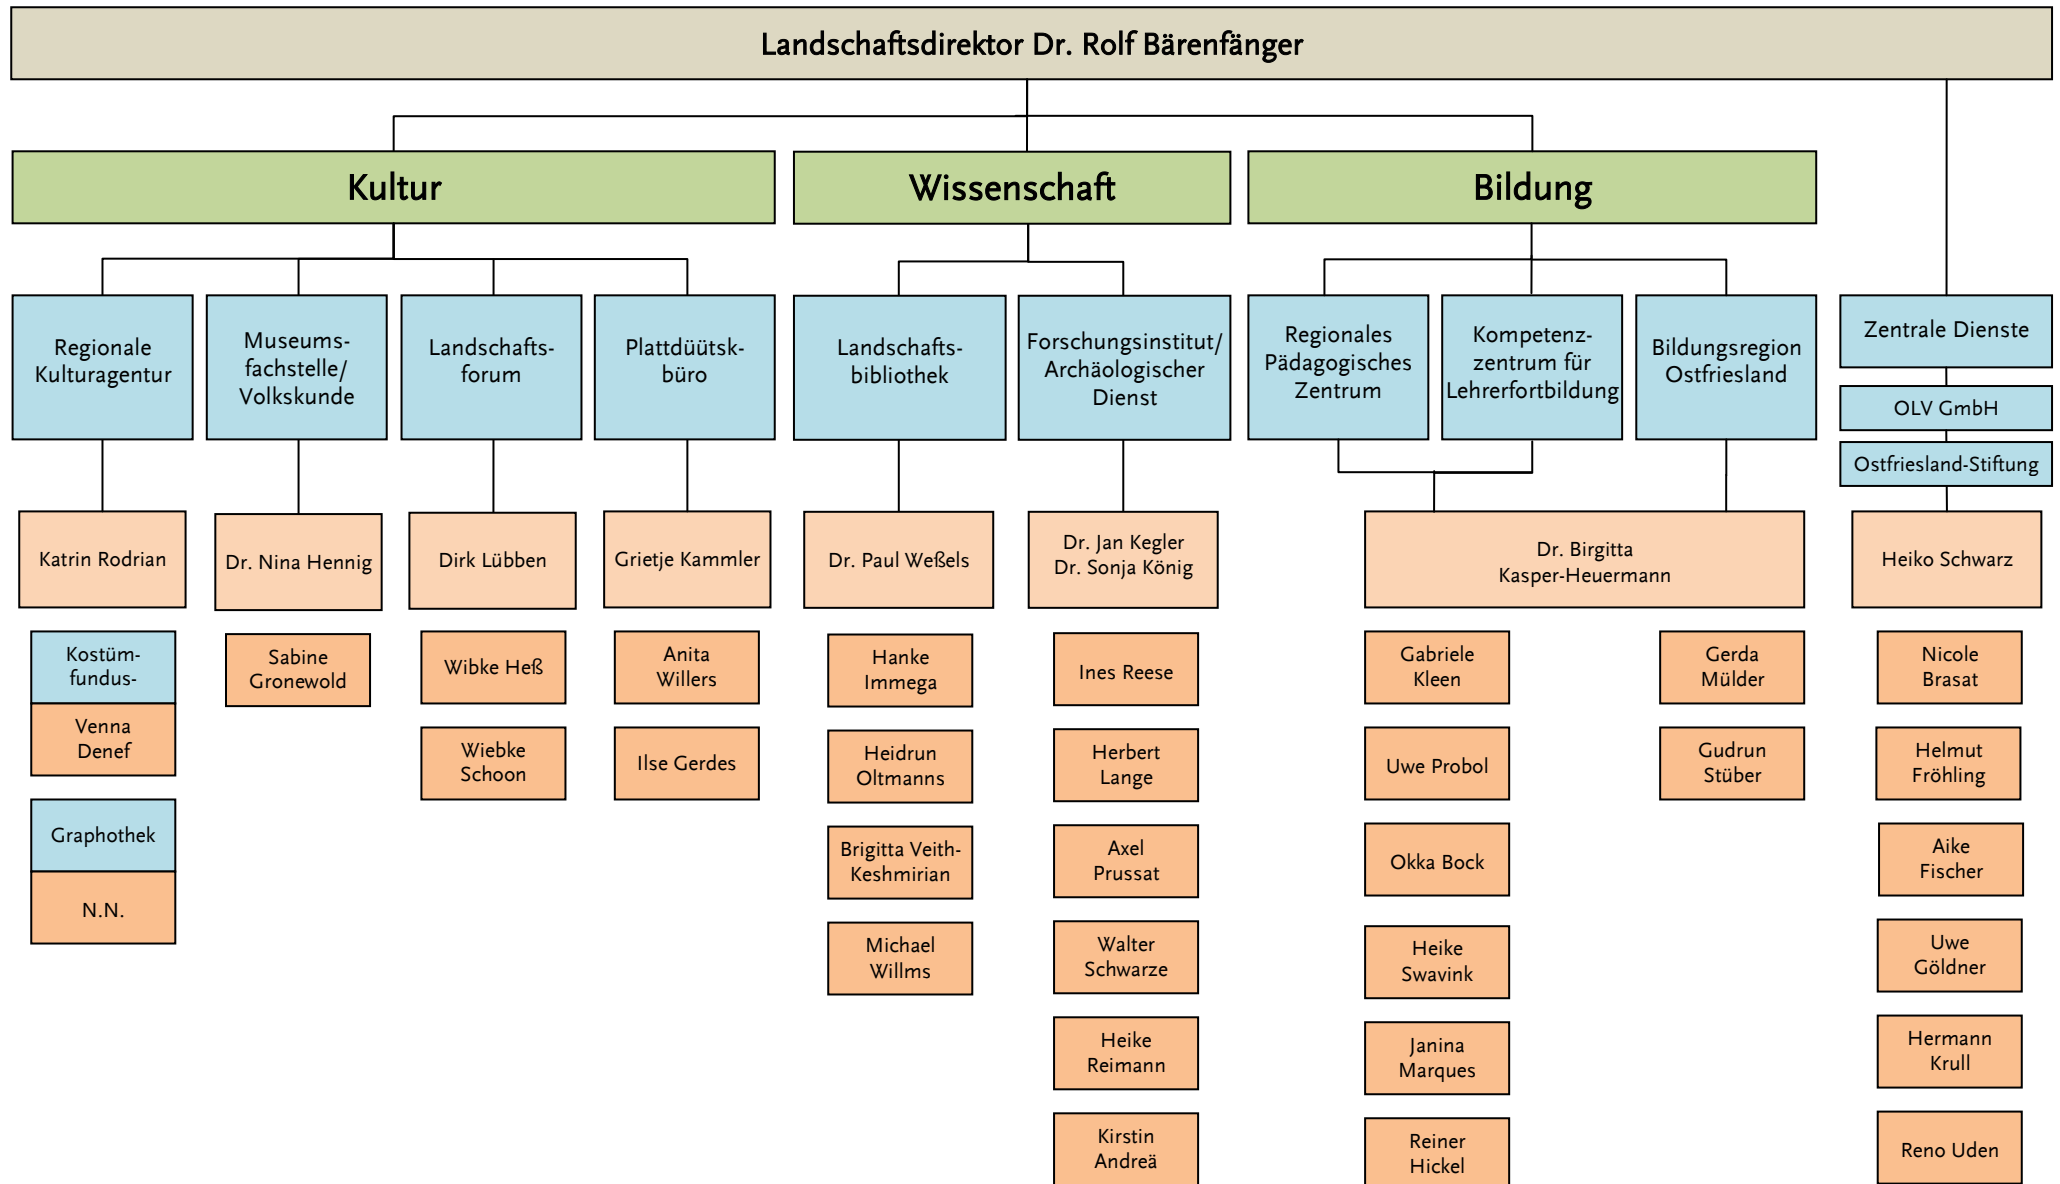 Landschaftsdirektor Dr. Rolf Bärenfänger
Kultur
Wissenschaft
Bildung
Regionale
Kulturagentur
Museums-
fachstelle/
Volkskunde
Landschafts-
forum
Plattdüütsk-
büro
Landschafts-
bibliothek
Forschungsinstitut/
Archäologischer
Dienst
Regionales
Pädagogisches
Zentrum
Kompetenz-
zentrum für
Lehrerfortbildung
Bildungsregion
Ostfriesland
Zentrale Dienste
OLV GmbH
Ostfriesland-Stiftung
Katrin Rodrian
Dr. Nina Hennig
Dirk Lübben
Grietje Kammler
Dr. Paul Weßels
Dr. Jan Kegler
Dr. Sonja König
Dr. Birgitta
Kasper-Heuermann
Heiko Schwarz
Kostüm-
fundus-
Venna
Denef
Graphothek
N.N.
Sabine
Gronewold
Wibke Heß
Wiebke
Schoon
Anita
Willers
Ilse Gerdes
Hanke
Immega
Heidrun
Oltmanns
Brigitta Veith-
Keshmirian
Michael
Willms
Ines Reese
Herbert
Lange
Axel
Prussat
Walter
Schwarze
Heike
Reimann
Kirstin
Andreä
Gabriele
Kleen
Uwe Probol
Okka Bock
Heike
Swavink
Janina
Marques
Reiner
Hickel
Gerda
Mülder
Gudrun
Stüber
Nicole
Brasat
Helmut
Fröhling
Aike
Fischer
Uwe
Göldner
Hermann
Krull
Reno Uden